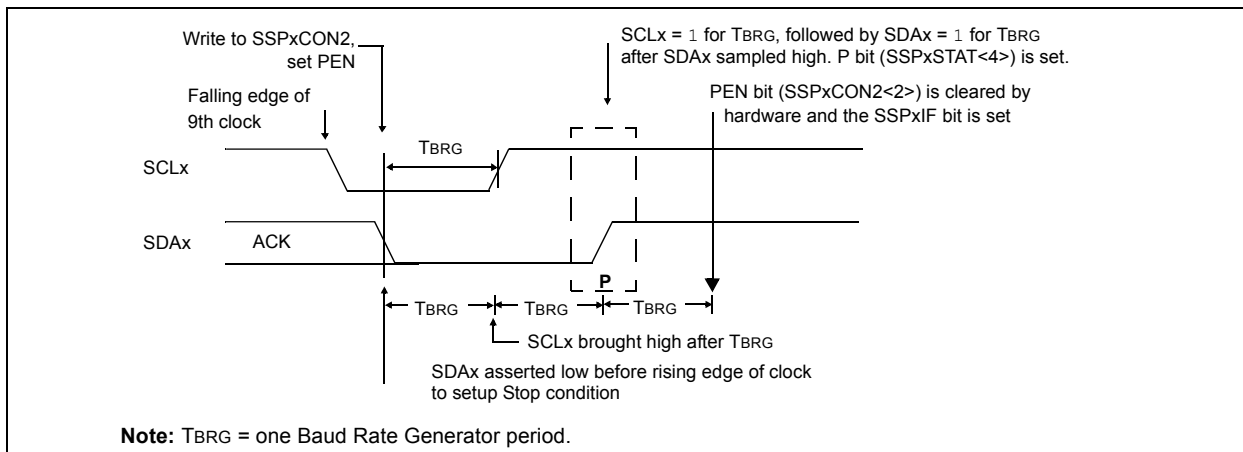 Write to SSPxCON2,
set PEN
SCLx = 1 for TBRG, followed by SDAx = 1 for TBRG
after SDAx sampled high. P bit (SSPxSTAT<4>) is set.
Falling edge of
9th clock
PEN bit (SSPxCON2<2>) is cleared by
hardware and the SSPxIF bit is set
TBRG
SCLx
SDAx
ACK
P
TBRG
TBRG
TBRG
SCLx brought high after TBRG
SDAx asserted low before rising edge of clock
to setup Stop condition
Note: TBRG = one Baud Rate Generator period.